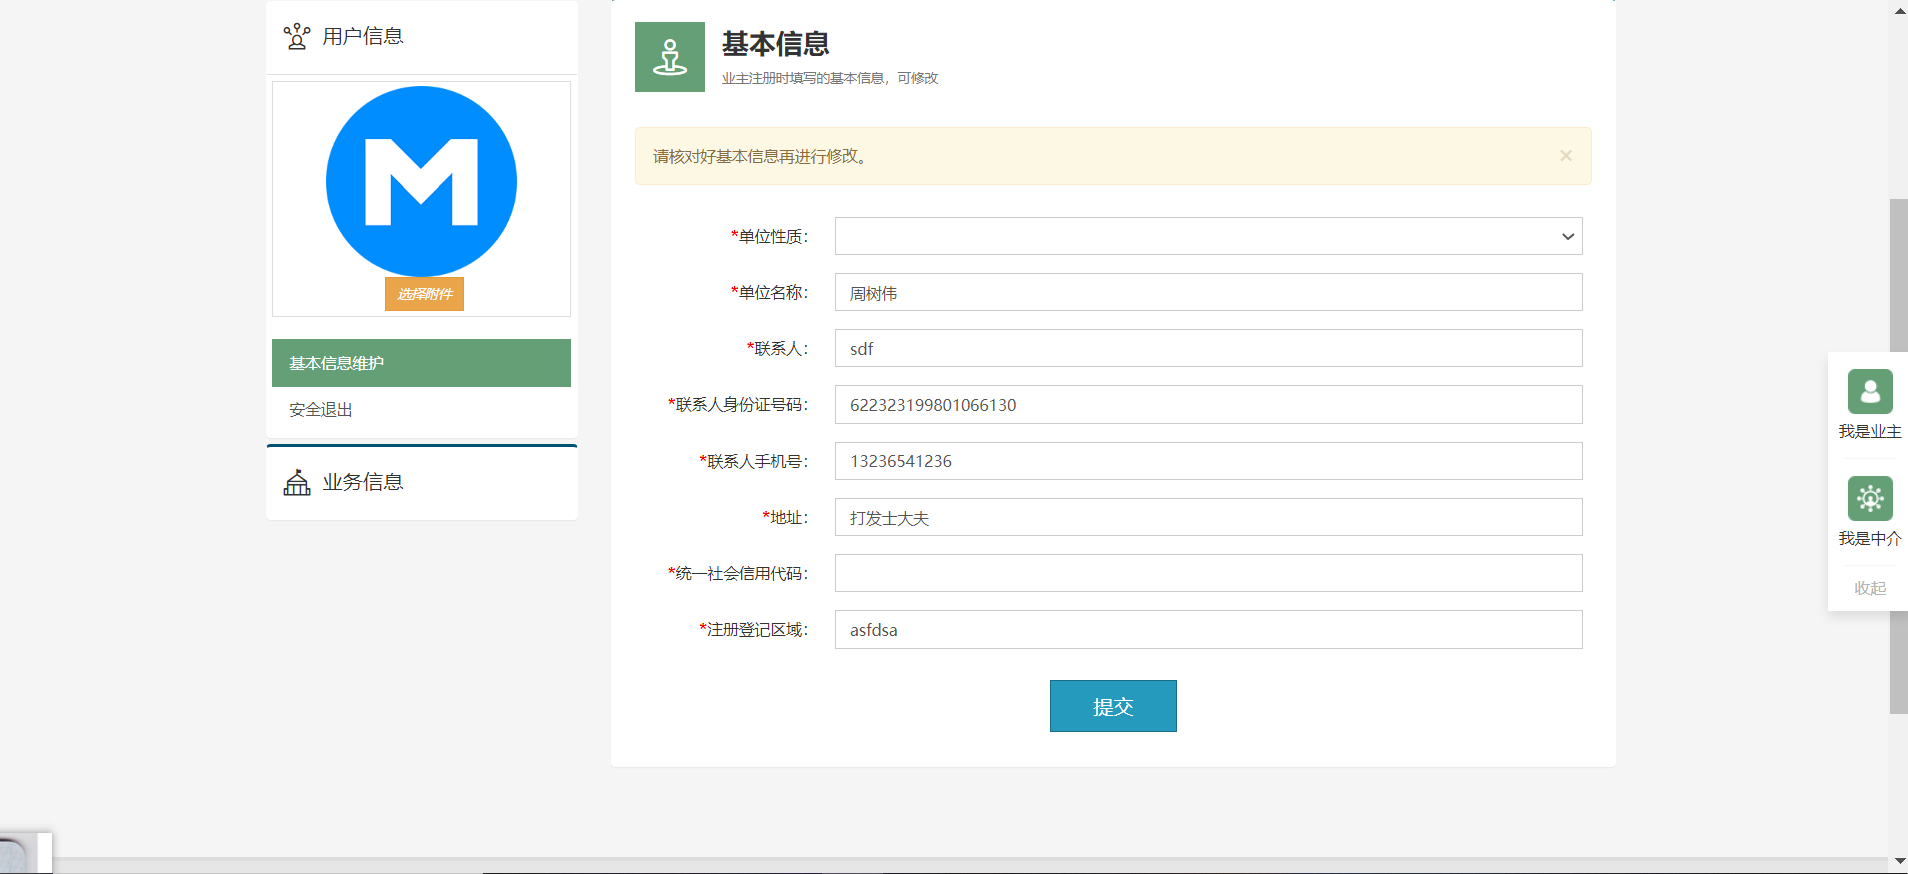 用户信息
选择附件
基本信息维护
安全退出
业务信息
基本信息
业主注册时填写的基本信息，可修改
请核对好基本信息再进行修改。
×
*单位性质：
*单位名称： 周树伟
*联系人： sdf
*联系人身份证号码： 622323199801066130
*联系人手机号： 13236541236
*地址： 打发士大夫
*统一社会信用代码：
*注册登记区域： asfdsa
提交
我是业主
我是中介
收起